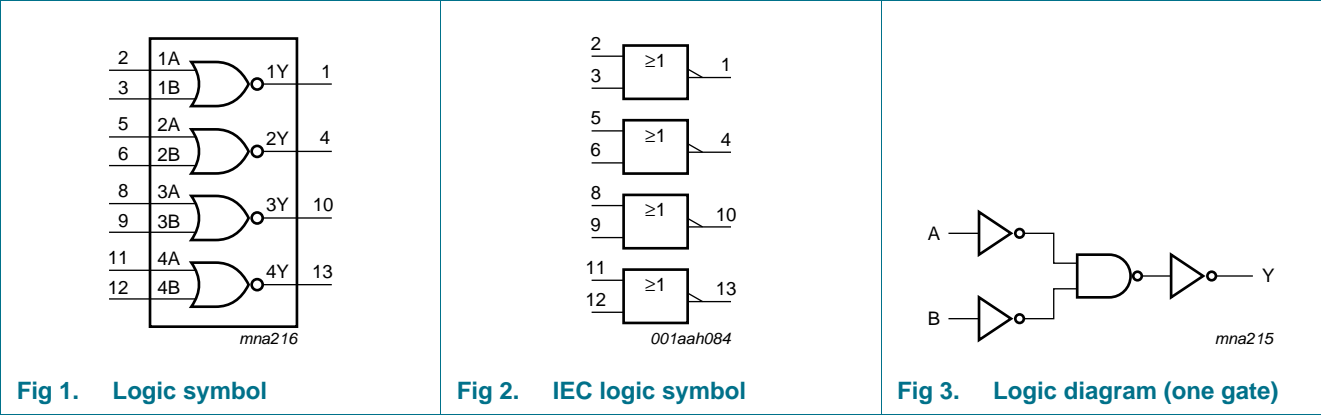 2 1A 1Y 1
3 1B
5 2A 2Y 4
6 2B
8 3A 3Y 10
9 3B
11 4A 4Y 13
12 4B
mna216
Fig 1. Logic symbol
2 ≥1 1
3
5 ≥1 4
6
8 ≥1 10
9
11 ≥1 13
12
001aah084
Fig 2. IEC logic symbol
A
Y
B
mna215
Fig 3. Logic diagram (one gate)